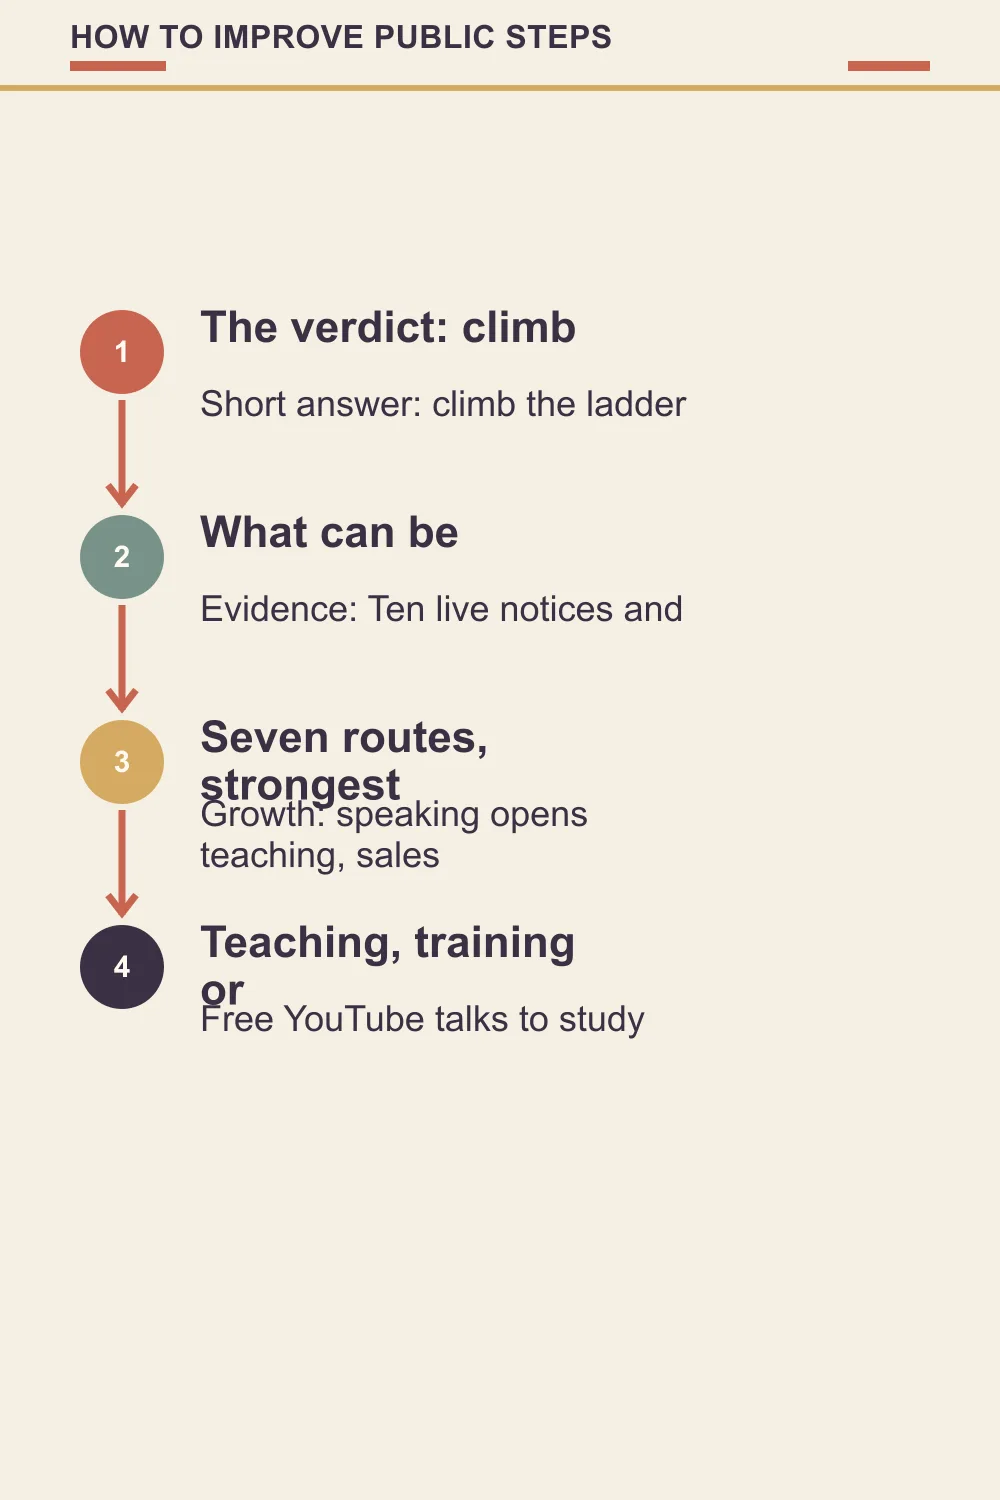 HOW TO IMPROVE PUBLIC STEPS
1
The verdict: climb
Short answer: climb the ladder
2
What can be
Evidence: Ten live notices and
3
Seven routes,
strongest
Growth: speaking opens
teaching, sales
4
Teaching, training
or
Free YouTube talks to study